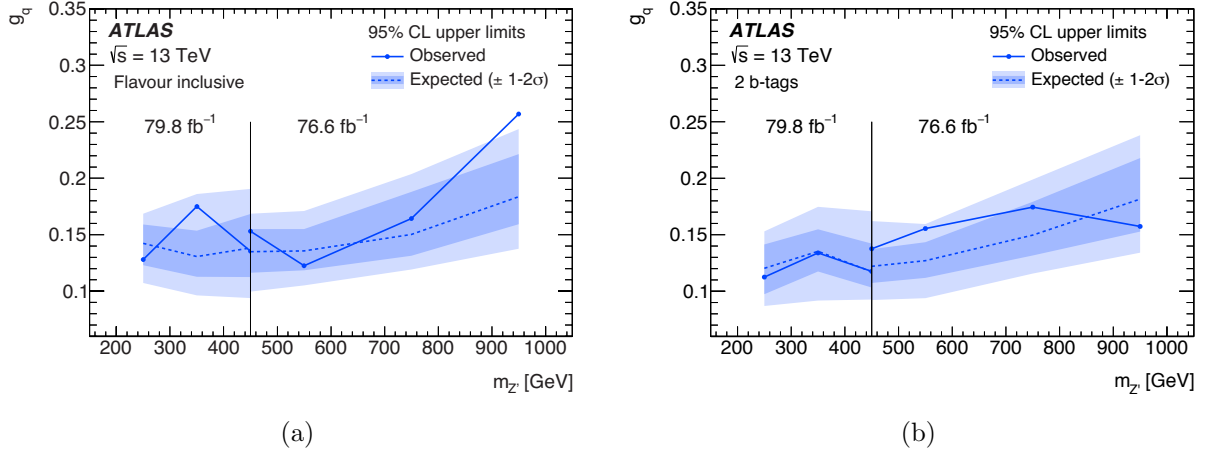 g_q
0.35
0.3
0.25
0.2
0.15
0.1
ATLAS
√s = 13 TeV
Flavour inclusive
95% CL upper limits
Observed
Expected (± 1-2σ)
79.8 fb⁻¹
76.6 fb⁻¹
200 300 400 500 600 700 800 900 1000
m_Z' [GeV]
(a)
g_q
0.35
0.3
0.25
0.2
0.15
0.1
ATLAS
√s = 13 TeV
2 b-tags
95% CL upper limits
Observed
Expected (± 1-2σ)
79.8 fb⁻¹
76.6 fb⁻¹
200 300 400 500 600 700 800 900 1000
m_Z' [GeV]
(b)